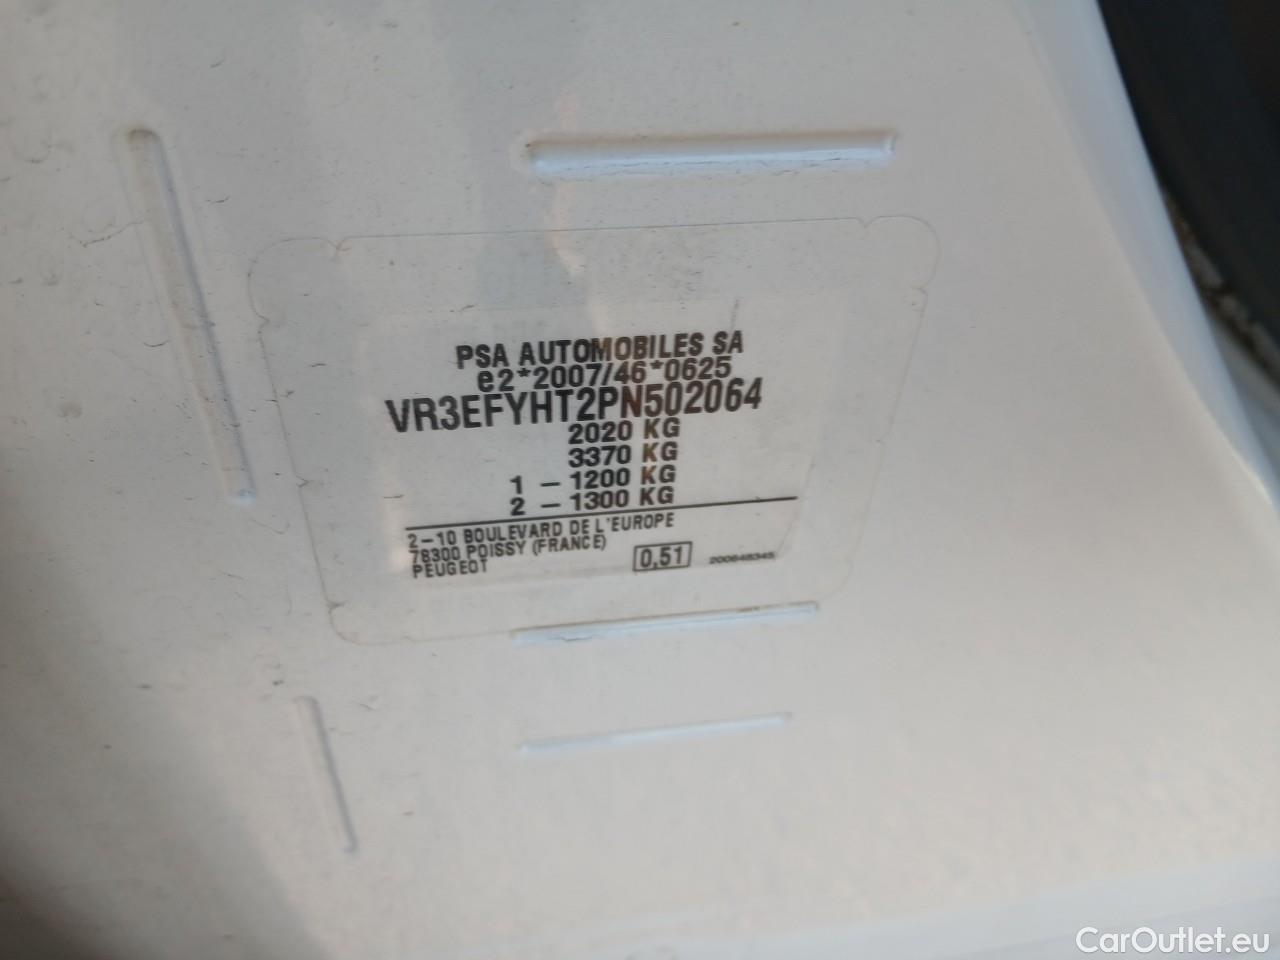 PSA AUTOMOBILES SA
e2*2007/46*0625
VR3EFYHT2PN502064
2020 KG
3370 KG
1 – 1200 KG
2 – 1300 KG
2–10 BOULEVARD DE L'EUROPE
78300 POISSY (FRANCE)
PEUGEOT
0,51
200648345
CarOutlet.eu